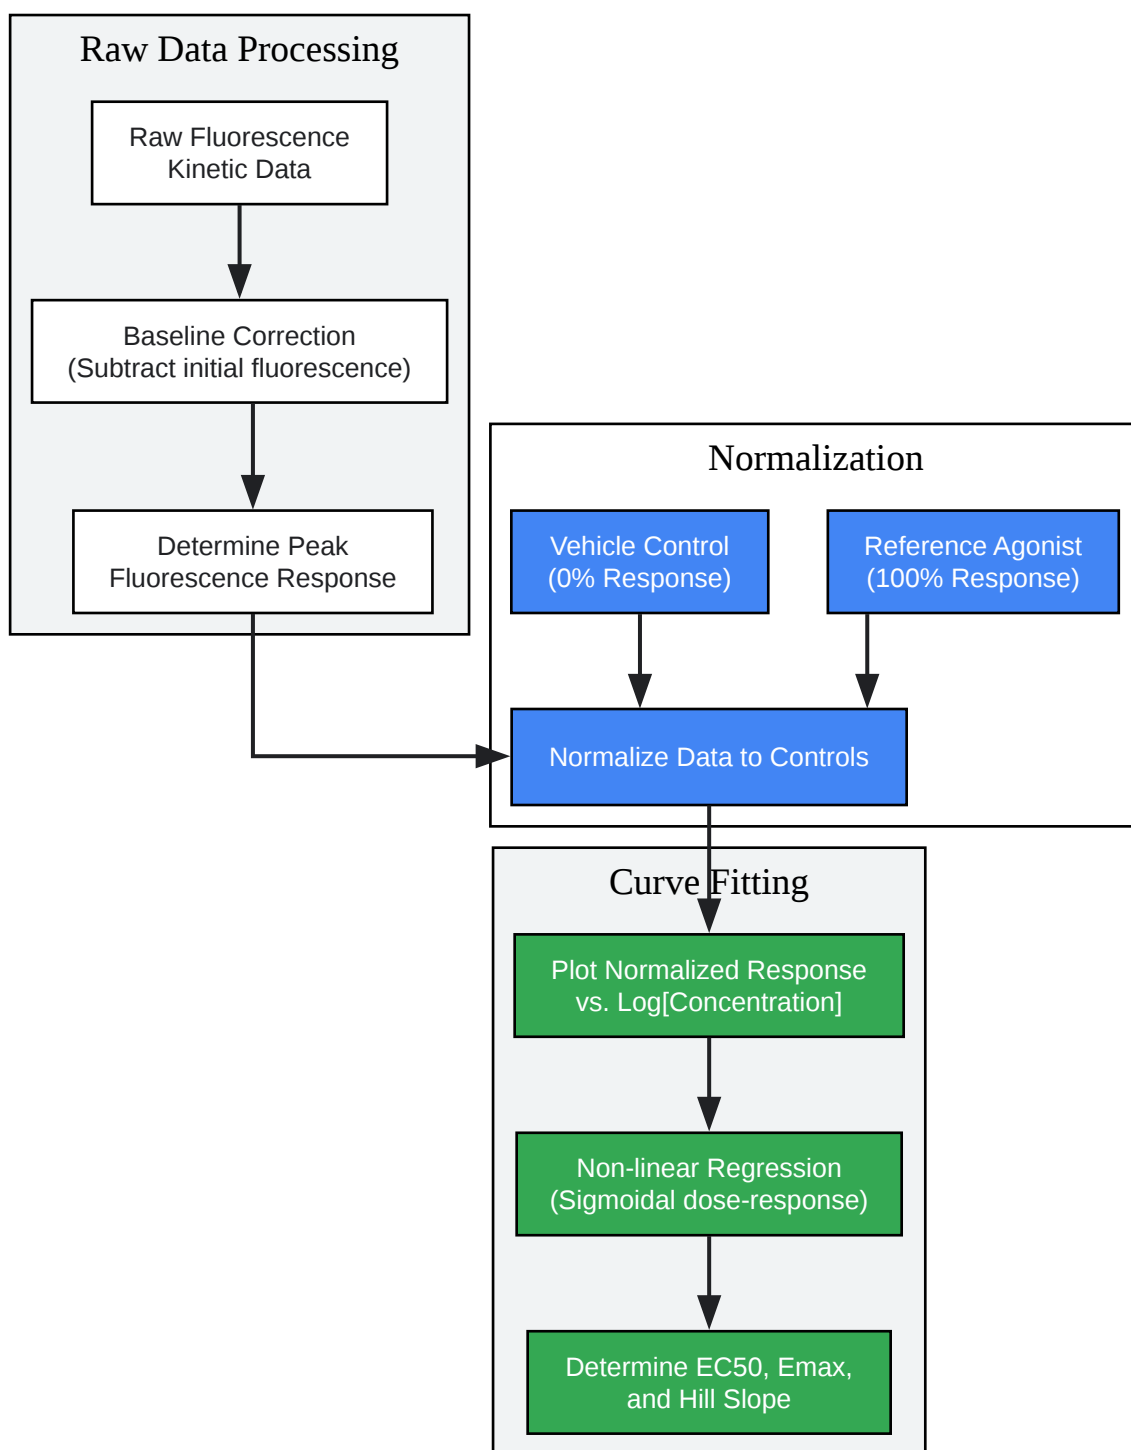 Raw Data Processing
Raw Fluorescence
Kinetic Data
Baseline Correction
(Subtract initial fluorescence)
Determine Peak
Fluorescence Response
Normalization
Vehicle Control
(0% Response)
Reference Agonist
(100% Response)
Normalize Data to Controls
Curve Fitting
Plot Normalized Response
vs. Log[Concentration]
Non-linear Regression
(Sigmoidal dose-response)
Determine EC50, Emax,
and Hill Slope